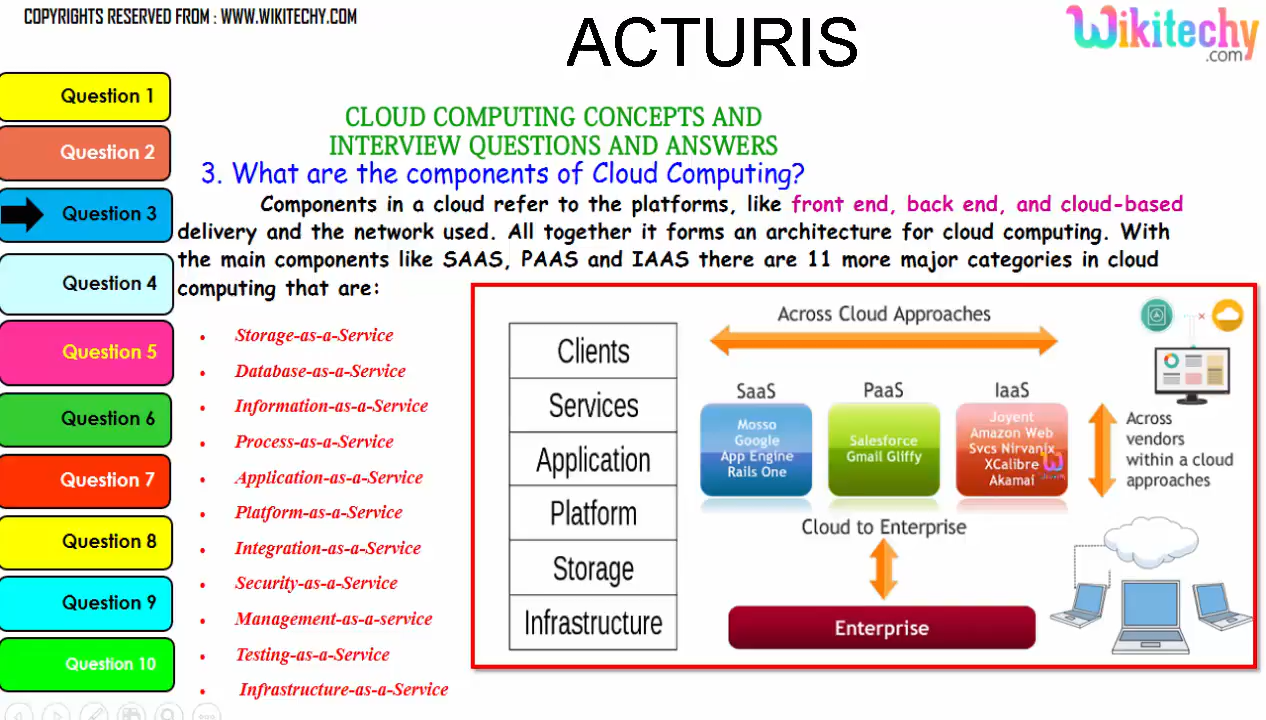 COPYRIGHTS RESERVED FROM : WWW.WIKITECHY.COM
ACTURIS
Wikitechy
.com
Question 1
Question 2
Question 3
Question 4
Question 5
Question 6
Question 7
Question 8
Question 9
Question 10
CLOUD COMPUTING CONCEPTS AND
INTERVIEW QUESTIONS AND ANSWERS
3. What are the components of Cloud Computing?
Components in a cloud refer to the platforms, like front end, back end, and cloud-based
delivery and the network used. All together it forms an architecture for cloud computing. With
the main components like SAAS, PAAS and IAAS there are 11 more major categories in cloud
computing that are:
• Storage-as-a-Service
• Database-as-a-Service
• Information-as-a-Service
• Process-as-a-Service
• Application-as-a-Service
• Platform-as-a-Service
• Integration-as-a-Service
• Security-as-a-Service
• Management-as-a-service
• Testing-as-a-Service
• Infrastructure-as-a-Service
Clients
Services
Application
Platform
Storage
Infrastructure
Across Cloud Approaches
SaaS
Mosso
Google
App Engine
Rails One
PaaS
Salesforce
Gmail Gliffy
IaaS
Joyent
Amazon Web
Svcs Nirvanix
XCalibre
Akamai
Across
vendors
within a cloud
approaches
Cloud to Enterprise
Enterprise